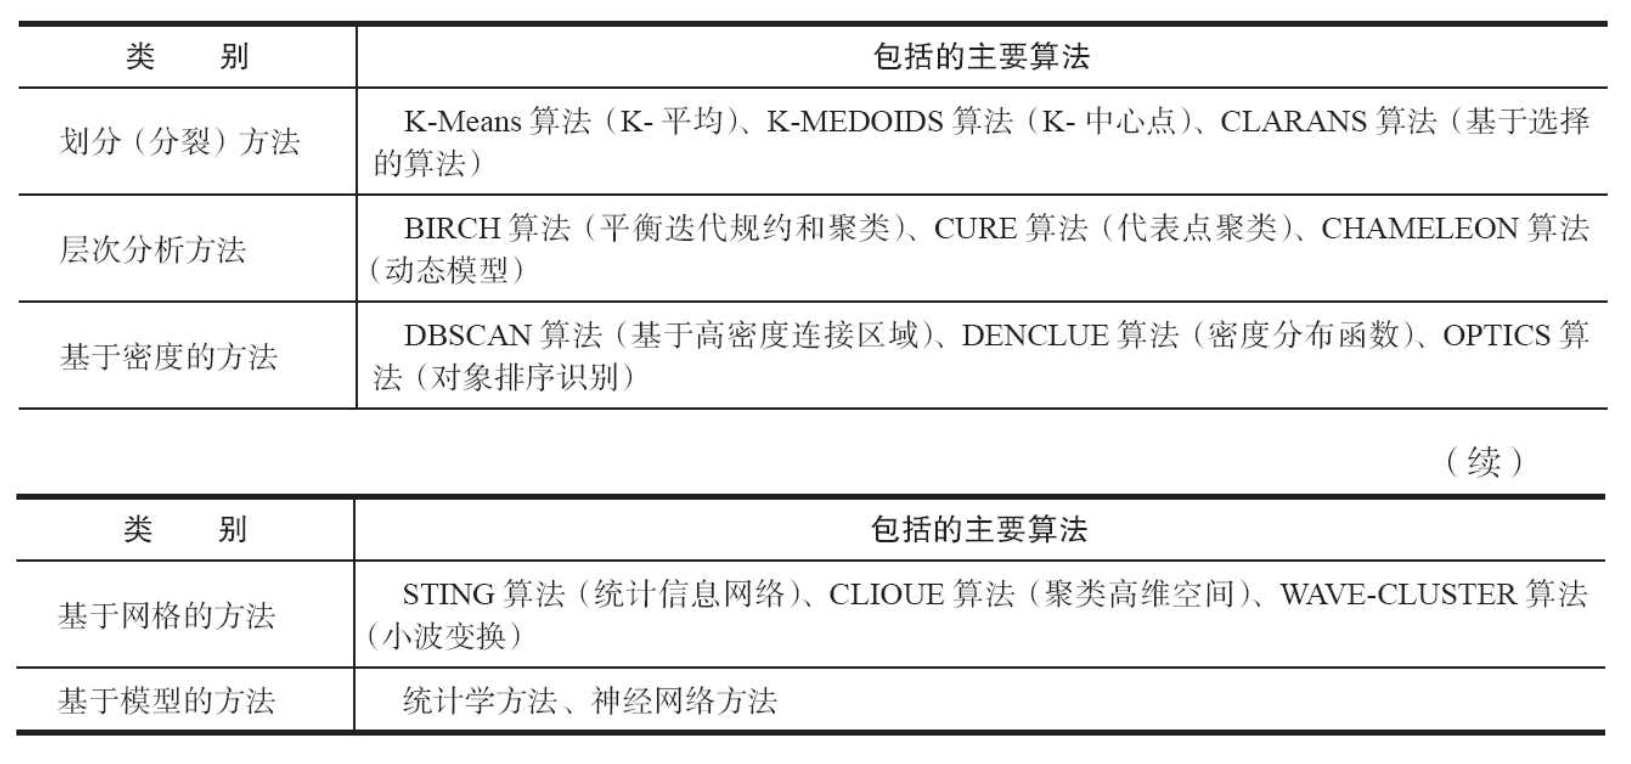 类 别 包括的主要算法
划分（分裂）方法 K-Means 算法（K- 平均）、K-MEDOIDS 算法（K- 中心点）、CLARANS 算法（基于选择
的算法）
层次分析方法 BIRCH 算法（平衡迭代规约和聚类）、CURE 算法（代表点聚类）、CHAMELEON 算法
（动态模型）
基于密度的方法 DBSCAN 算法（基于高密度连接区域）、DENCLUE 算法（密度分布函数）、OPTICS 算
法（对象排序识别）
（续）
类 别 包括的主要算法
基于网格的方法 STING 算法（统计信息网络）、CLIOUE 算法（聚类高维空间）、WAVE-CLUSTER 算法
（小波变换）
基于模型的方法 统计学方法、神经网络方法